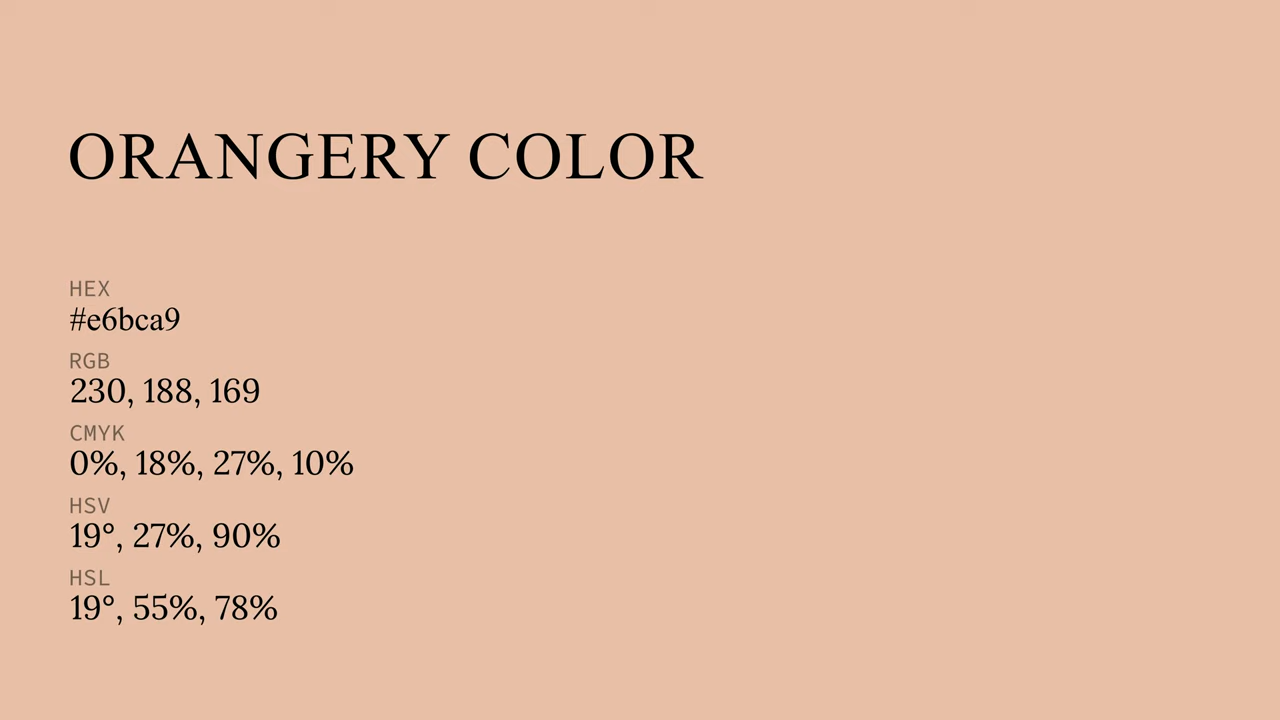 ORANGERY COLOR
HEX
#e6bca9
RGB
230, 188, 169
CMYK
0%, 18%, 27%, 10%
HSV
19°, 27%, 90%
HSL
19°, 55%, 78%